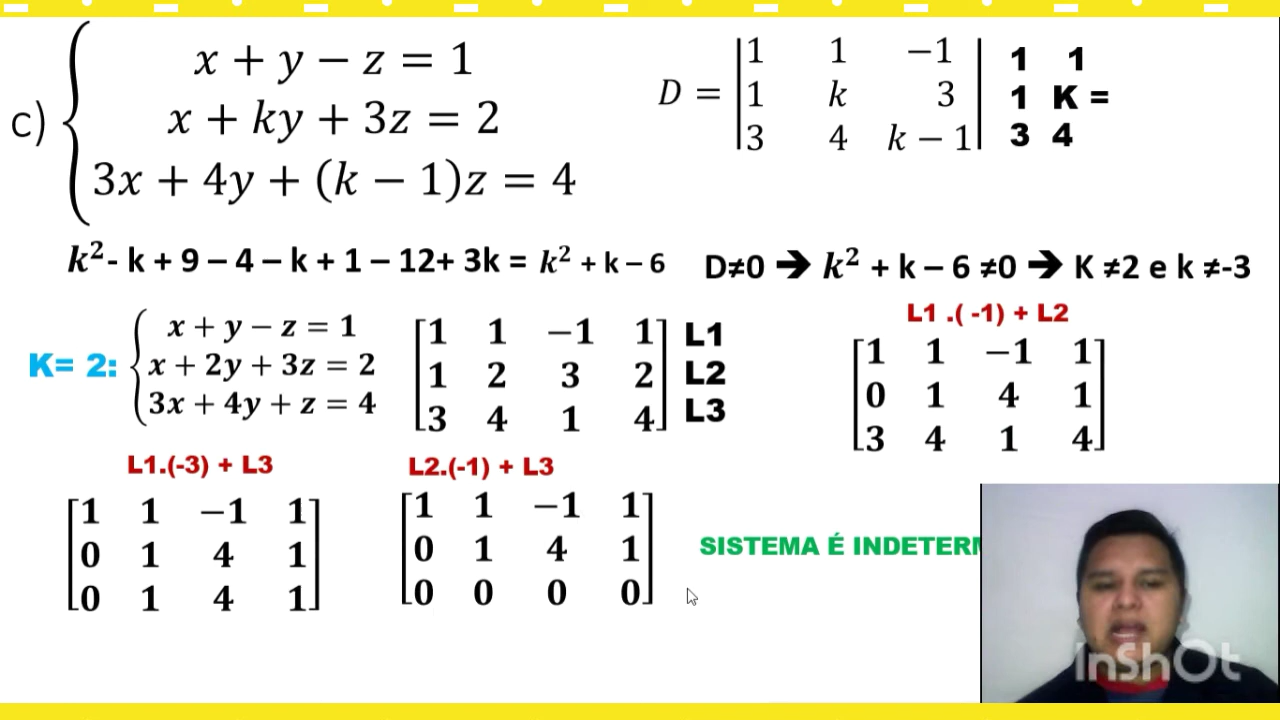 c)
x + y − z = 1
x + ky + 3z = 2
3x + 4y + (k − 1)z = 4
D =
1 1 −1
1 k 3
3 4 k − 1
1 1
1 K =
3 4
k²- k + 9 – 4 – k + 1 – 12+ 3k = k² + k – 6
D≠0 ➔ k² + k – 6 ≠0 ➔ K ≠2 e k ≠-3
K= 2:
x + y − z = 1
x + 2y + 3z = 2
3x + 4y + z = 4
1 1 −1 1 L1
1 2 3 2 L2
3 4 1 4 L3
L1 .( -1) + L2
1 1 −1 1
0 1 4 1
3 4 1 4
L1.(-3) + L3
1 1 −1 1
0 1 4 1
0 1 4 1
L2.(-1) + L3
1 1 −1 1
0 1 4 1
0 0 0 0
SISTEMA É
InShOt